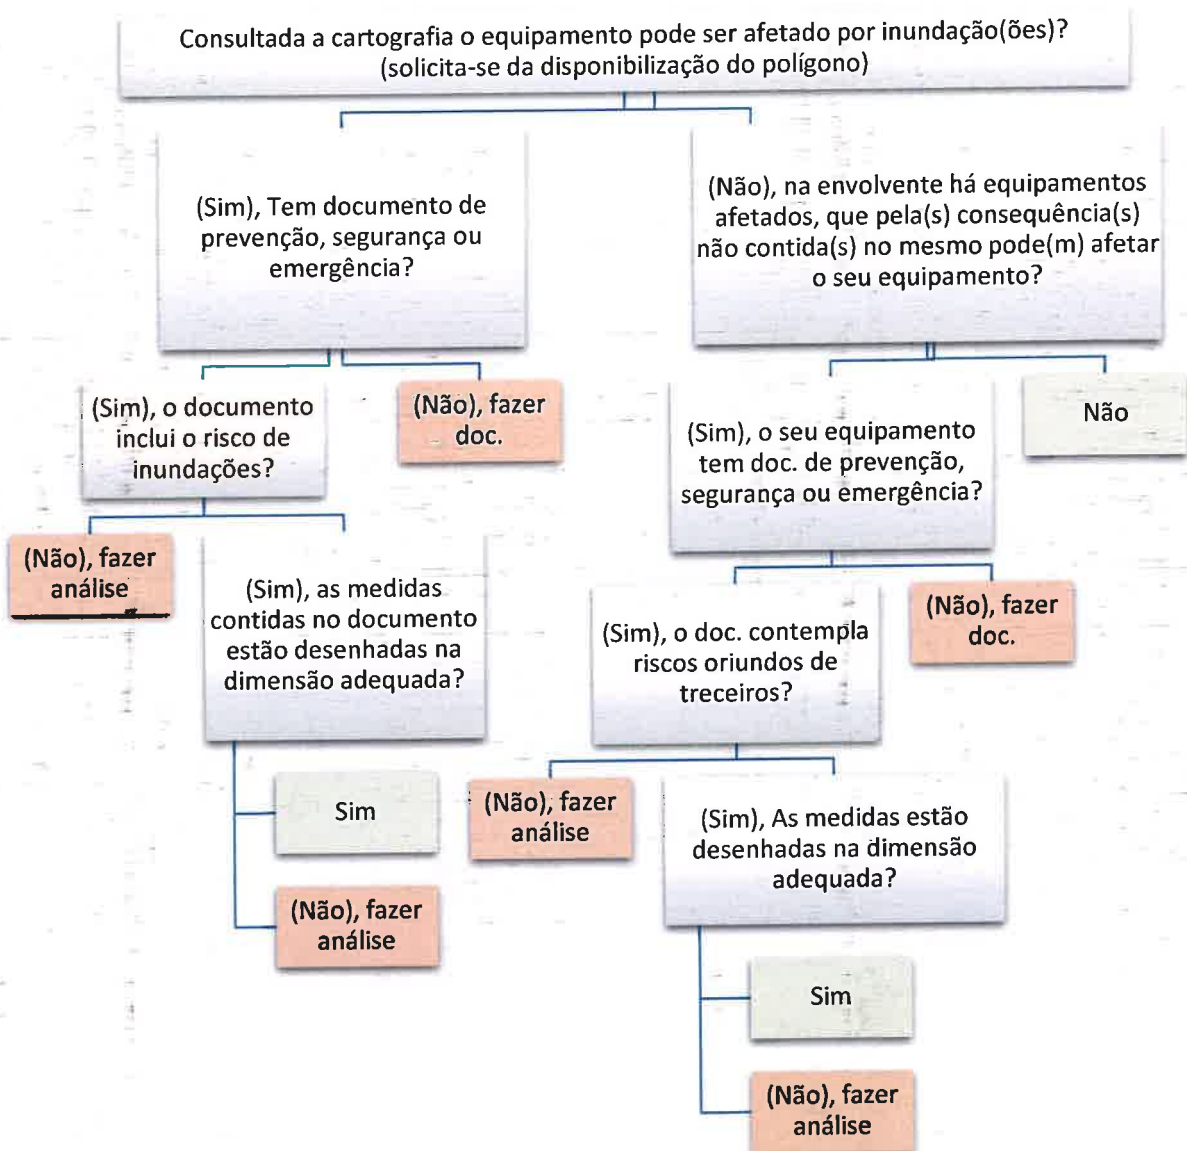 Consultada a cartografia o equipamento pode ser afetado por inundação(ões)?
(solicita-se da disponibilização do polígono)
(Sim), Tem documento de
prevenção, segurança ou
emergência?
(Não), na envolvente há equipamentos
afetados, que pela(s) consequência(s)
não contida(s) no mesmo pode(m) afetar
o seu equipamento?
(Sim), o documento
inclui o risco de
inundações?
(Não), fazer
doc.
(Sim), o seu equipamento
tem doc. de prevenção,
segurança ou emergência?
Não
(Não), fazer
análise
(Sim), as medidas
contidas no documento
estão desenhadas na
dimensão adequada?
(Sim), o doc. contempla
riscos oriundos de
treceiros?
(Não), fazer
doc.
Sim
(Não), fazer
análise
(Não), fazer
análise
(Sim), As medidas estão
desenhadas na dimensão
adequada?
Sim
(Não), fazer
análise